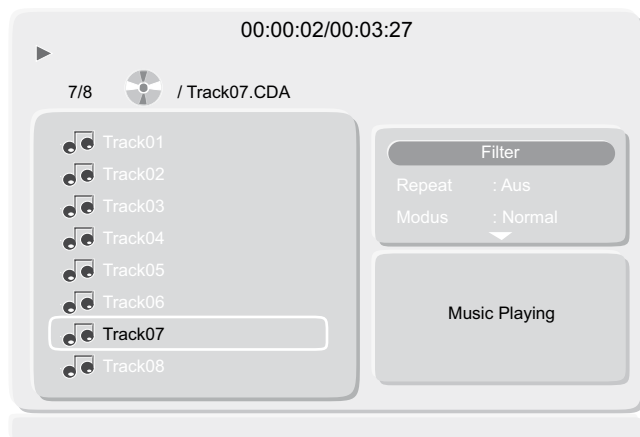 00:00:02/00:03:27
7/8 / Track07.CDA
Track01
Track02
Track03
Track04
Track05
Track06
Track07
Track08
Filter
Repeat : Aus
Modus : Normal
Music Playing